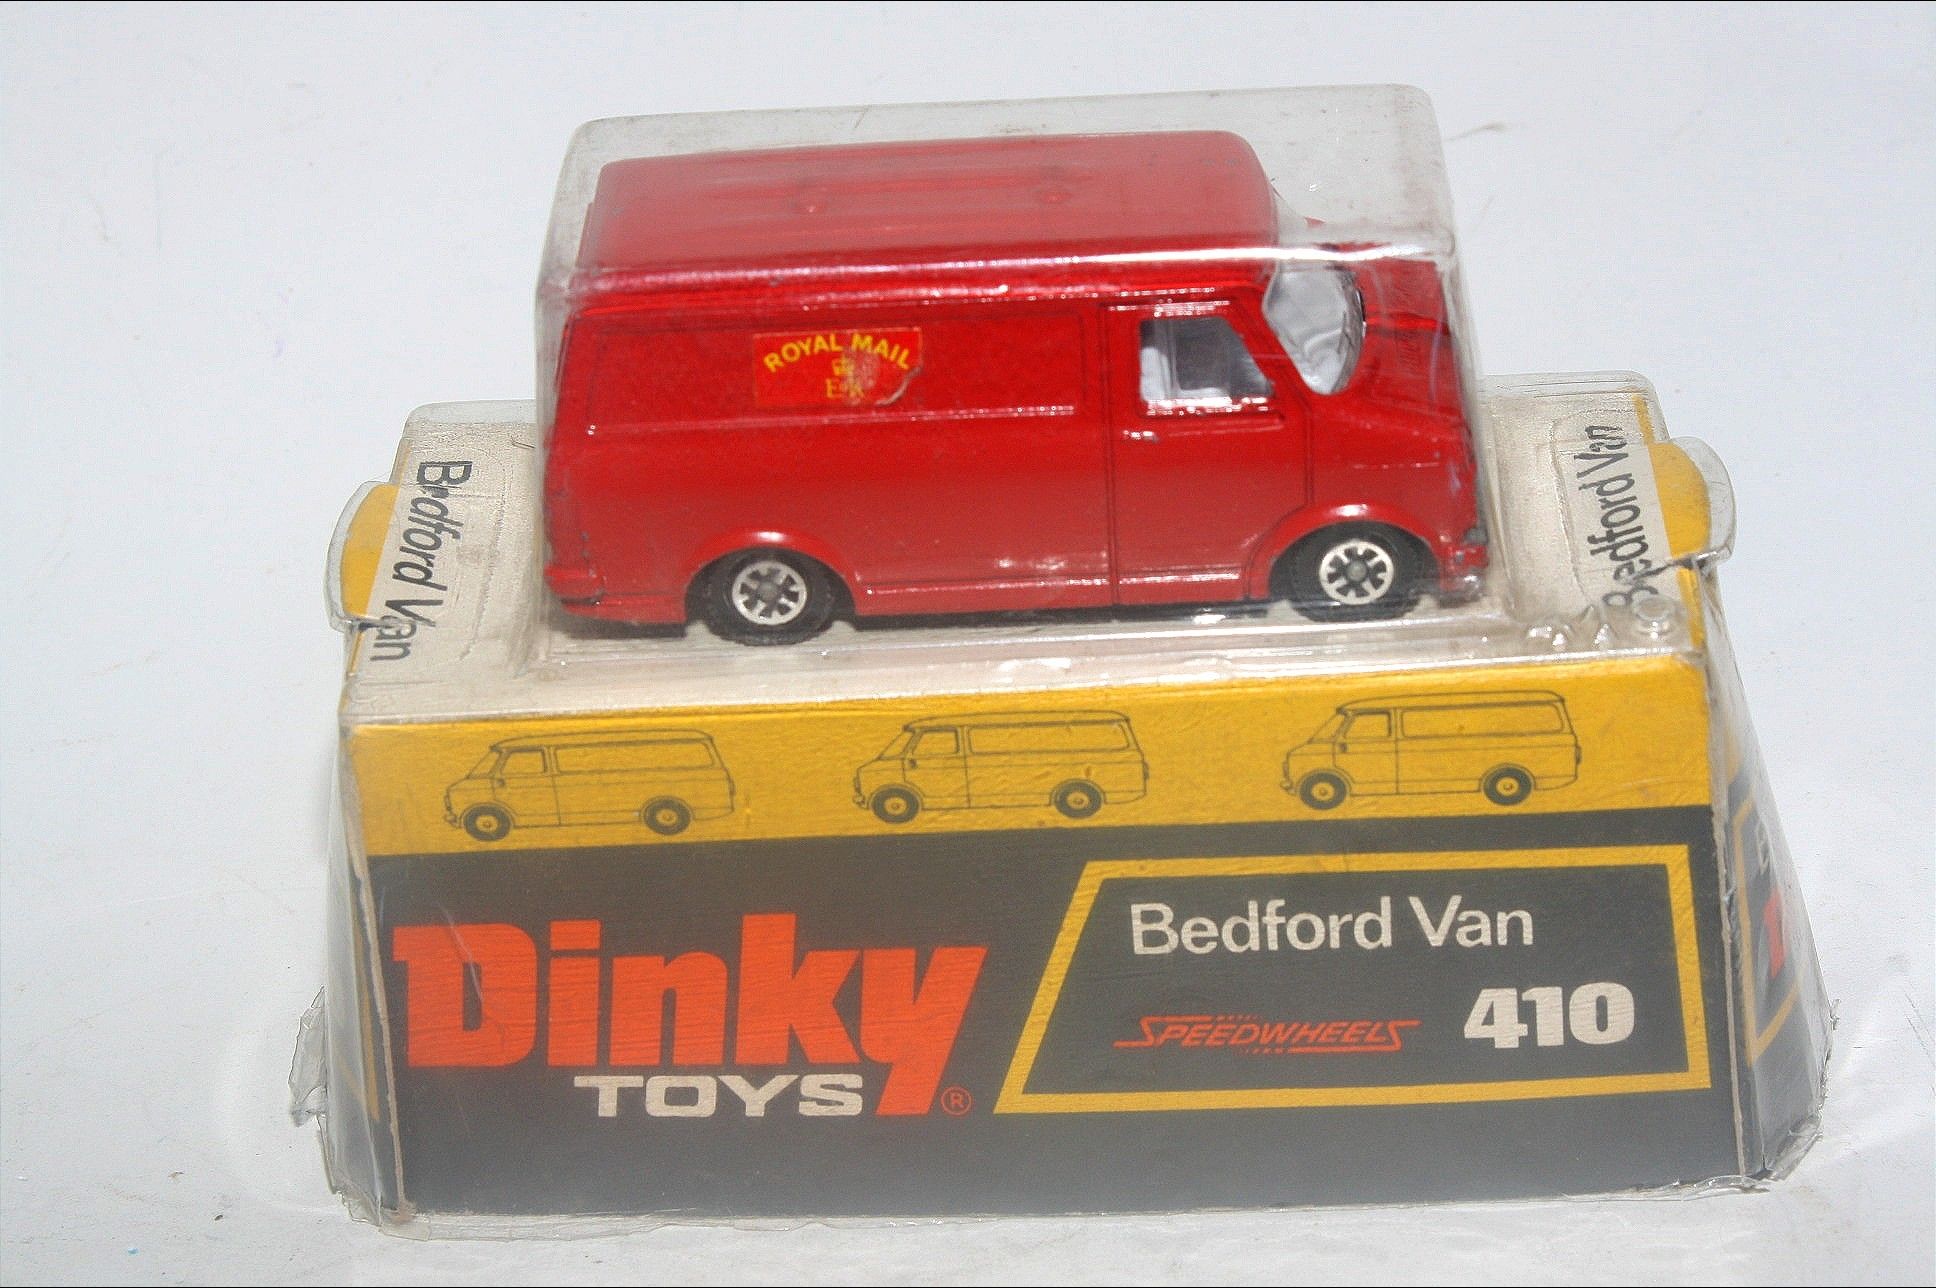 ROYAL MAIL
E R
Bedford Van
Bedford Van
Dinky
TOYS®
Bedford Van
SPEEDWHEELS
410